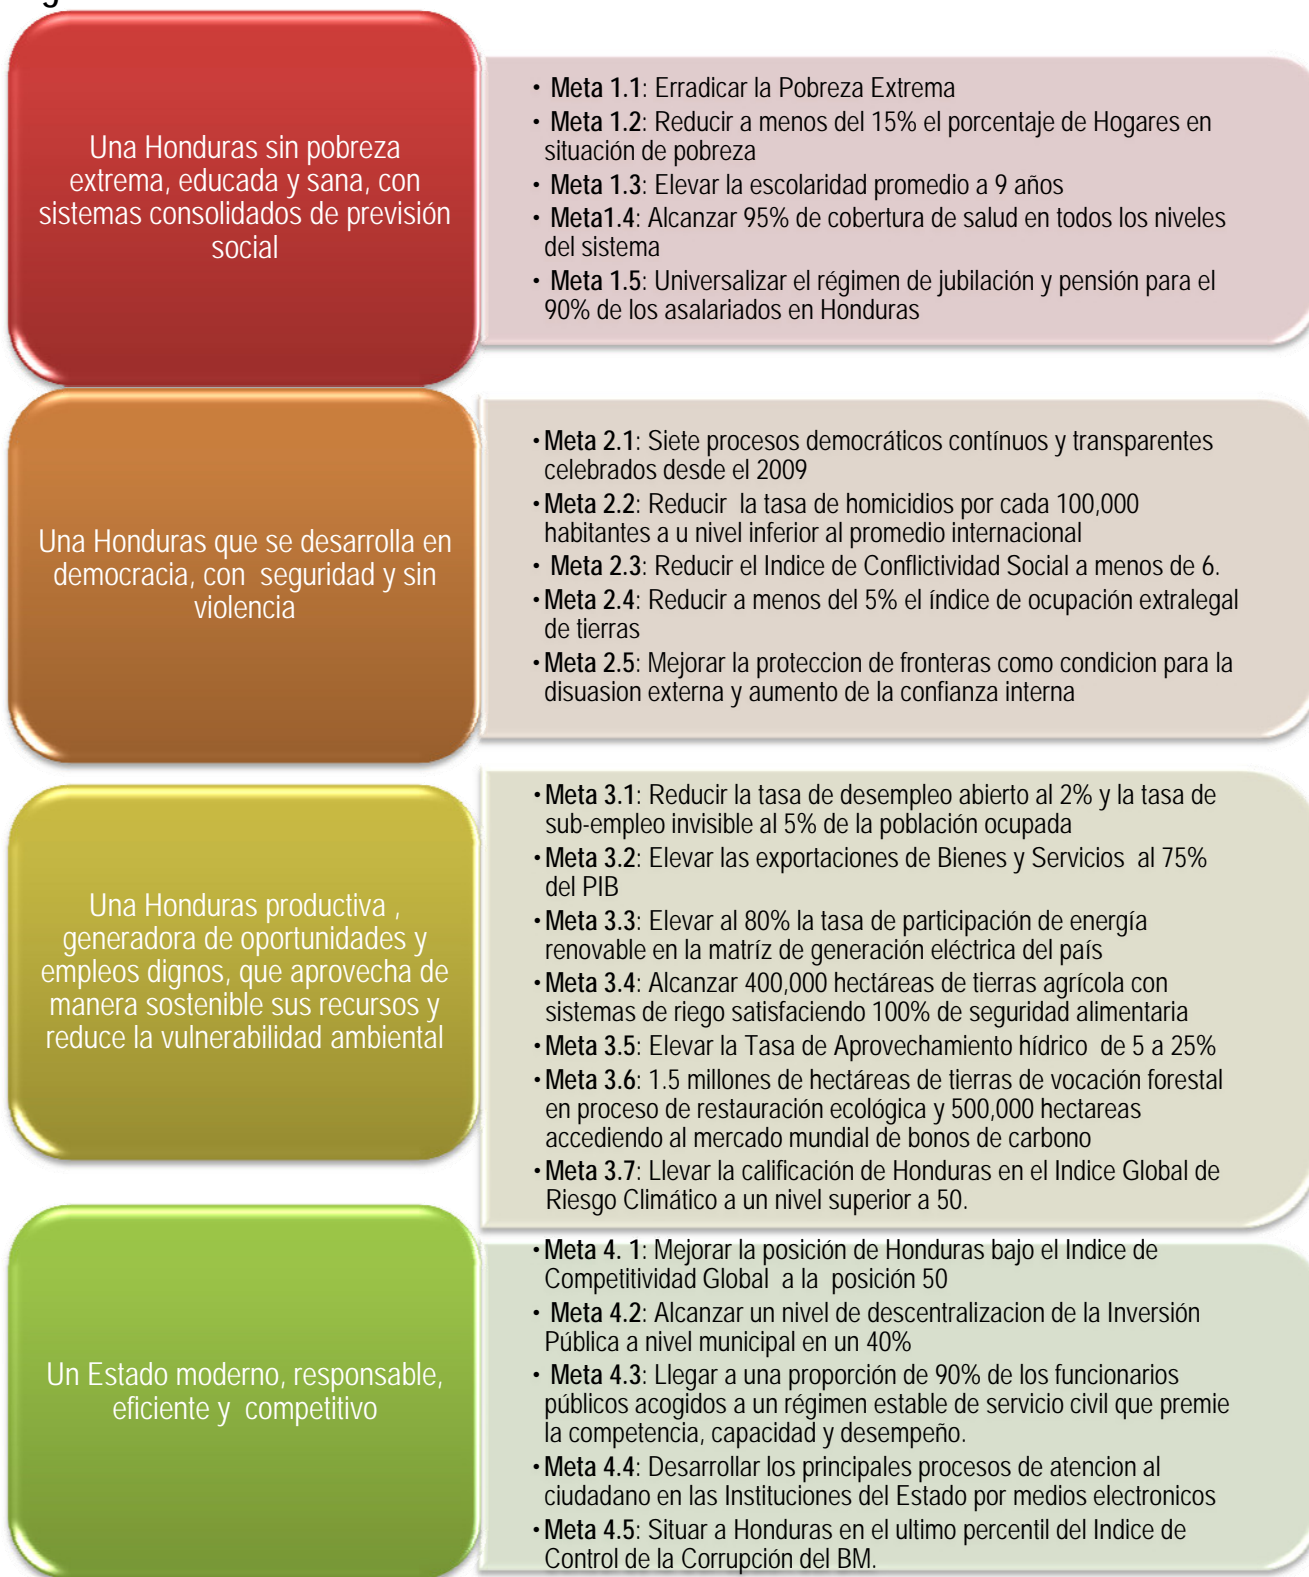 Una Honduras sin pobreza
extrema, educada y sana, con
sistemas consolidados de previsión
social
• Meta 1.1: Erradicar la Pobreza Extrema
• Meta 1.2: Reducir a menos del 15% el porcentaje de Hogares en
situación de pobreza
• Meta 1.3: Elevar la escolaridad promedio a 9 años
• Meta1.4: Alcanzar 95% de cobertura de salud en todos los niveles
del sistema
• Meta 1.5: Universalizar el régimen de jubilación y pensión para el
90% de los asalariados en Honduras
Una Honduras que se desarrolla en
democracia, con seguridad y sin
violencia
• Meta 2.1: Siete procesos democráticos contínuos y transparentes
celebrados desde el 2009
• Meta 2.2: Reducir la tasa de homicidios por cada 100,000
habitantes a u nivel inferior al promedio internacional
• Meta 2.3: Reducir el Indice de Conflictividad Social a menos de 6.
• Meta 2.4: Reducir a menos del 5% el índice de ocupación extralegal
de tierras
• Meta 2.5: Mejorar la proteccion de fronteras como condicion para la
disuasion externa y aumento de la confianza interna
Una Honduras productiva ,
generadora de oportunidades y
empleos dignos, que aprovecha de
manera sostenible sus recursos y
reduce la vulnerabilidad ambiental
• Meta 3.1: Reducir la tasa de desempleo abierto al 2% y la tasa de
sub-empleo invisible al 5% de la población ocupada
• Meta 3.2: Elevar las exportaciones de Bienes y Servicios al 75%
del PIB
• Meta 3.3: Elevar al 80% la tasa de participación de energía
renovable en la matríz de generación eléctrica del país
• Meta 3.4: Alcanzar 400,000 hectáreas de tierras agrícola con
sistemas de riego satisfaciendo 100% de seguridad alimentaria
• Meta 3.5: Elevar la Tasa de Aprovechamiento hídrico de 5 a 25%
• Meta 3.6: 1.5 millones de hectáreas de tierras de vocación forestal
en proceso de restauración ecológica y 500,000 hectareas
accediendo al mercado mundial de bonos de carbono
• Meta 3.7: Llevar la calificación de Honduras en el Indice Global de
Riesgo Climático a un nivel superior a 50.
Un Estado moderno, responsable,
eficiente y competitivo
• Meta 4. 1: Mejorar la posición de Honduras bajo el Indice de
Competitividad Global a la posición 50
• Meta 4.2: Alcanzar un nivel de descentralizacion de la Inversión
Pública a nivel municipal en un 40%
• Meta 4.3: Llegar a una proporción de 90% de los funcionarios
públicos acogidos a un régimen estable de servicio civil que premie
la competencia, capacidad y desempeño.
• Meta 4.4: Desarrollar los principales procesos de atencion al
ciudadano en las Instituciones del Estado por medios electronicos
• Meta 4.5: Situar a Honduras en el ultimo percentil del Indice de
Control de la Corrupción del BM.